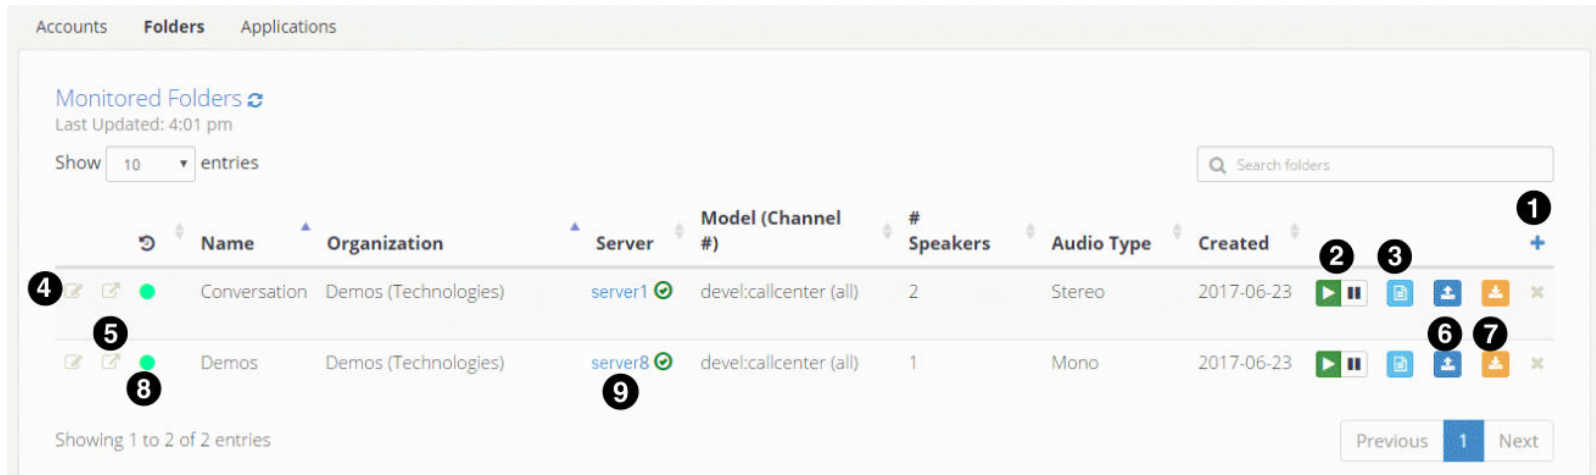 Accounts Folders Applications
Monitored Folders
Last Updated: 4:01 pm
Show 10 entries
Search folders
1
Name Organization Server Model (Channel #) # Speakers Audio Type Created
2 3
4 Conversation Demos (Technologies) server1 devel:callcenter (all) 2 Stereo 2017-06-23
5 6 7
Demos Demos (Technologies) server8 devel:callcenter (all) 1 Mono 2017-06-23
8 9
Showing 1 to 2 of 2 entries
Previous 1 Next